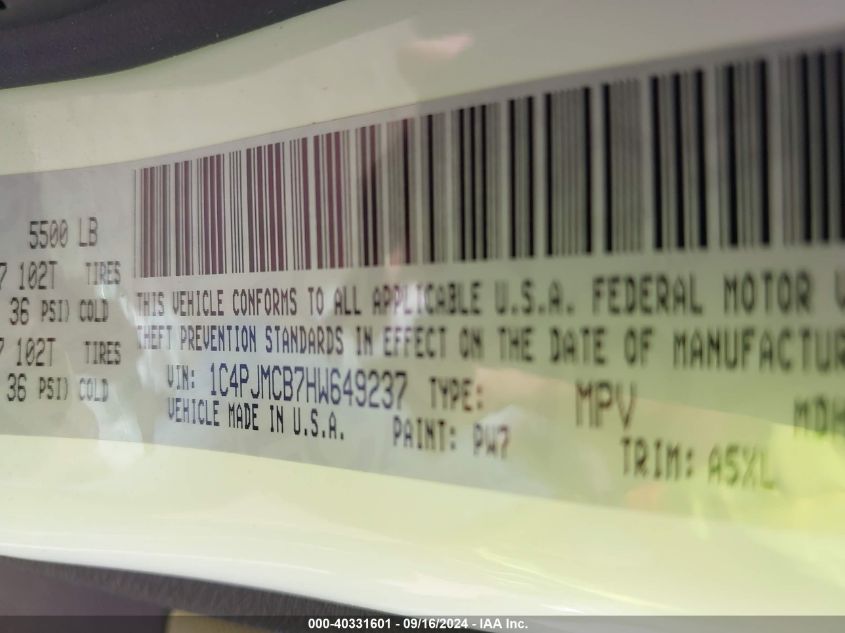 5500 LB
7 102T TIRES
36 PSI) COLD
7 102T TIRES
36 PSI) COLD
THIS VEHICLE CONFORMS TO ALL APPLICABLE U.S.A. FEDERAL MOTOR
THEFT PREVENTION STANDARDS IN EFFECT ON THE DATE OF MANUFACTUR
VIN: 1C4PJMCB7HW649237 TYPE: MPV MDH
VEHICLE MADE IN U.S.A. PAINT: PW7 TRIM: A5XL
000-40331601 - 09/16/2024 - IAA Inc.